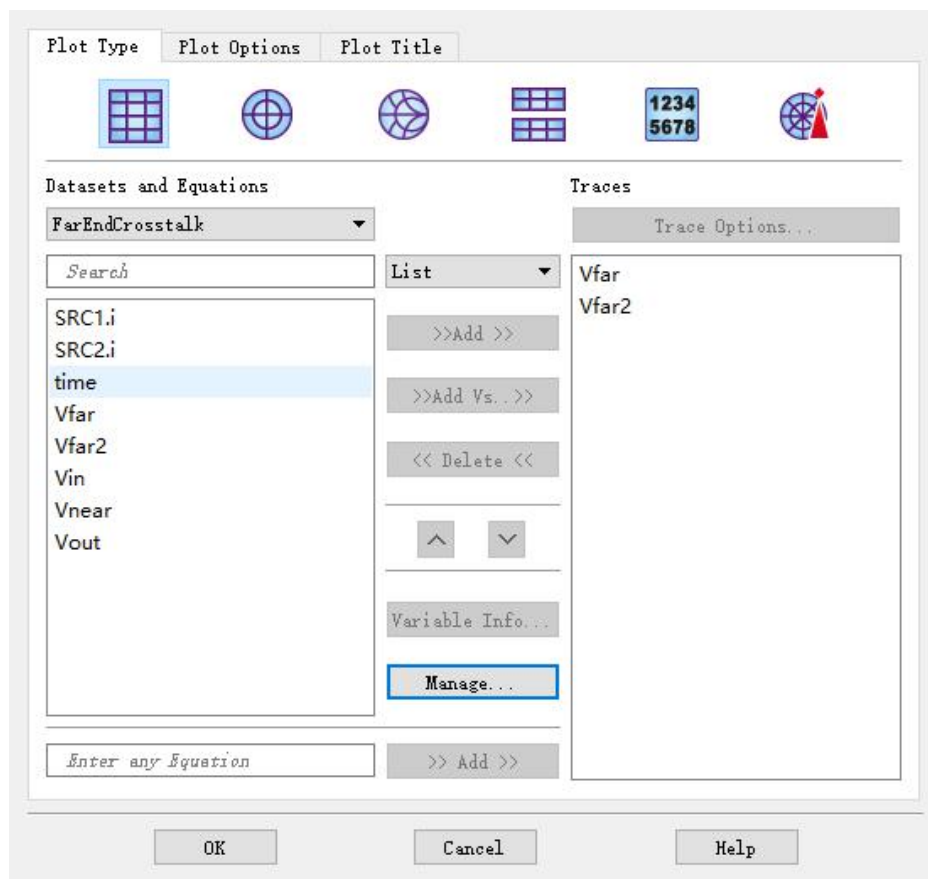 Plot Type Plot Options Plot Title
1234
5678
Datasets and Equations Traces
FarEndCrosstalk Trace Options...
Search List
Vfar
Vfar2
SRC1.i
SRC2.i
time
Vfar
Vfar2
Vin
Vnear
Vout
>>Add >>
>>Add Vs..>>
<< Delete <<
Variable Info...
Manage...
Enter any Equation >> Add >>
OK Cancel Help